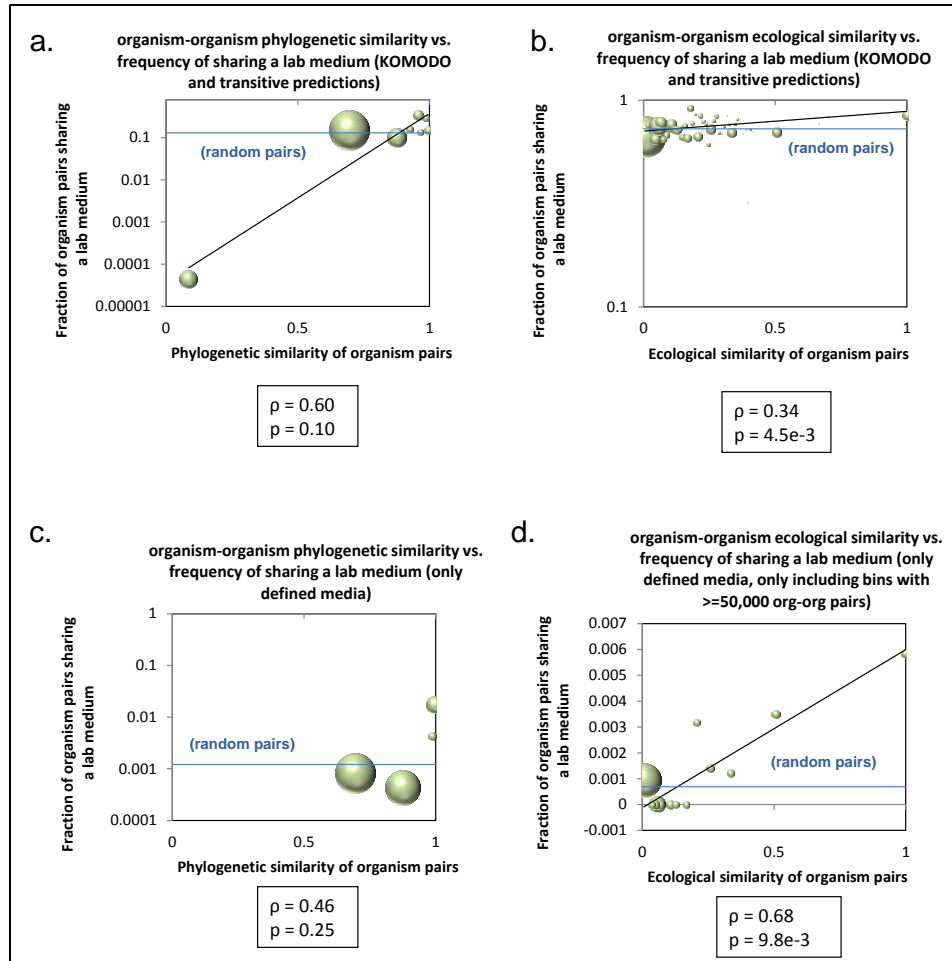 a.
organism-organism phylogenetic similarity vs.
frequency of sharing a lab medium (KOMODO
and transitive predictions)
Fraction of organism pairs sharing
a lab medium
0.1
0.01
0.001
0.0001
0.00001
(random pairs)
0
0.5
1
Phylogenetic similarity of organism pairs
ρ = 0.60
p = 0.10
b.
organism-organism ecological similarity vs.
frequency of sharing a lab medium (KOMODO
and transitive predictions)
Fraction of organism pairs sharing
a lab medium
1
0.1
(random pairs)
0
0.5
1
Ecological similarity of organism pairs
ρ = 0.34
p = 4.5e-3
c.
organism-organism phylogenetic similarity vs.
frequency of sharing a lab medium (only
defined media)
Fraction of organism pairs sharing
a lab medium
1
0.1
0.01
0.001
0.0001
(random pairs)
0
0.5
1
Phylogenetic similarity of organism pairs
ρ = 0.46
p = 0.25
d.
organism-organism ecological similarity vs.
frequency of sharing a lab medium (only
defined media, only including bins with
>=50,000 org-org pairs)
Fraction of organism pairs sharing
a lab medium
0.007
0.006
0.005
0.004
0.003
0.002
0.001
0
-0.001
(random pairs)
0
0.5
1
Ecological similarity of organism pairs
ρ = 0.68
p = 9.8e-3